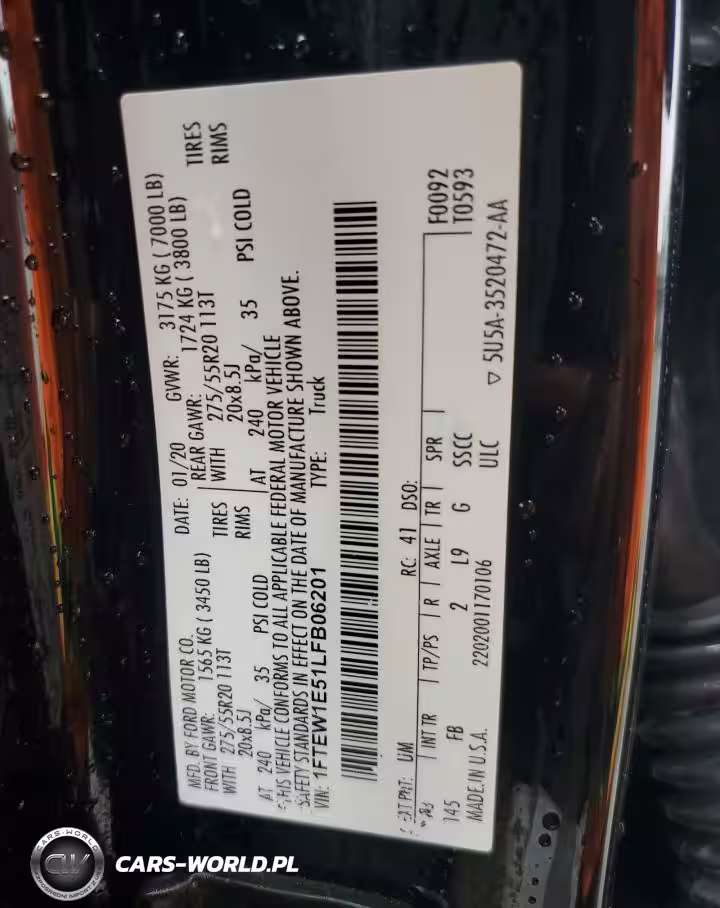 MFD. BY FORD MOTOR CO.
DATE: 01/20 GVWR: 3175 KG ( 7000 LB)
FRONT GAWR: 1565 KG ( 3450 LB) REAR GAWR: 1724 KG ( 3800 LB)
WITH 275/55R20 113T TIRES WITH 275/55R20 113T TIRES
20x8.5J RIMS 20x8.5J RIMS
AT 240 kPa/ 35 PSI COLD AT 240 kPa/ 35 PSI COLD
THIS VEHICLE CONFORMS TO ALL APPLICABLE FEDERAL MOTOR VEHICLE
SAFETY STANDARDS IN EFFECT ON THE DATE OF MANUFACTURE SHOWN ABOVE.
VIN: 1FTEW1E51LFB06201 TYPE: Truck
EXT PNT: UM RC: 41 DSO: F0092
INT TR TP/PS R AXLE TR SPR T0593
145 FB 2 L9 G SSCC
MADE IN U.S.A. 2202001170106 ULC
▽ 5U5A-3520472-AA
CARS-WORLD.PL